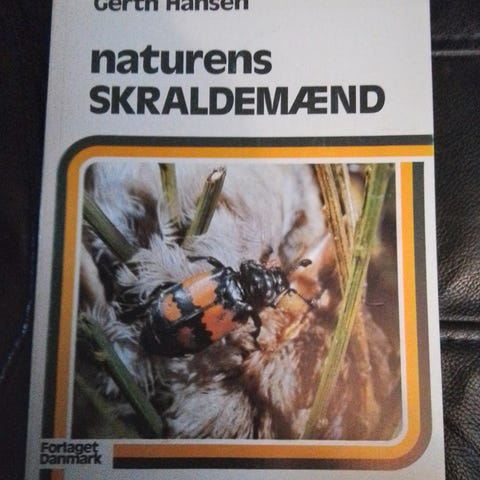 Gerth Hansen
naturens
SKRALDEMÆND
Forlaget
Danmark